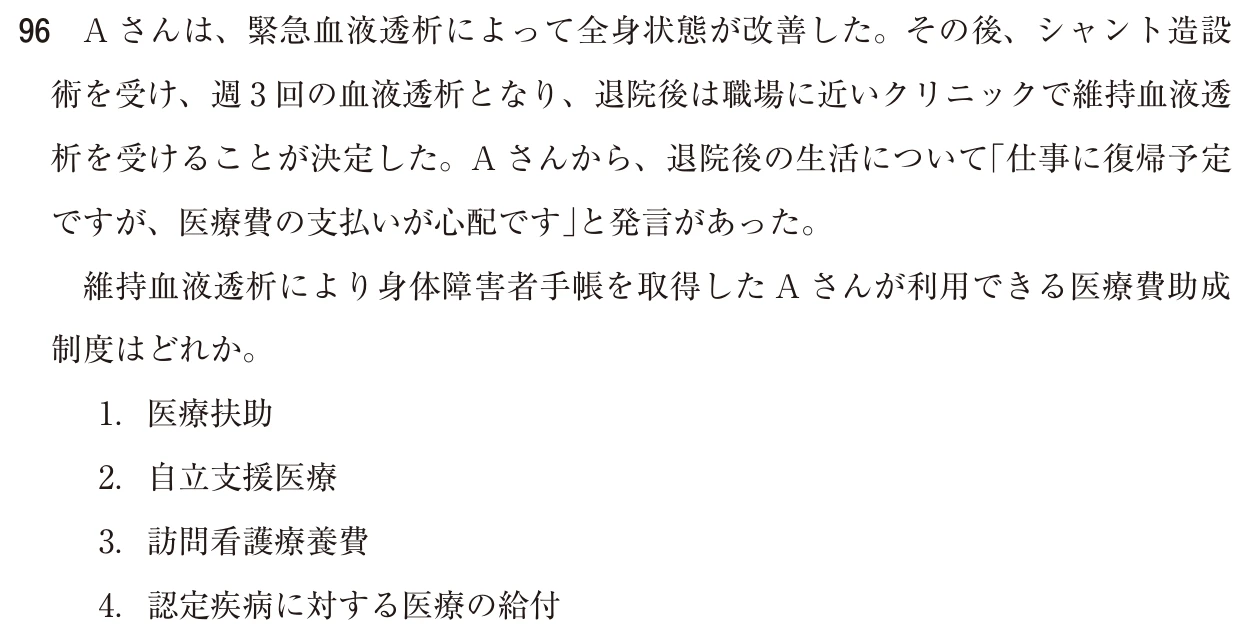 96　A さんは、緊急血液透析によって全身状態が改善した。その後、シャント造設
術を受け、週 3 回の血液透析となり、退院後は職場に近いクリニックで維持血液透
析を受けることが決定した。A さんから、退院後の生活について「仕事に復帰予定
ですが、医療費の支払いが心配です」と発言があった。
維持血液透析により身体障害者手帳を取得した A さんが利用できる医療費助成
制度はどれか。
1. 医療扶助
2. 自立支援医療
3. 訪問看護療養費
4. 認定疾病に対する医療の給付